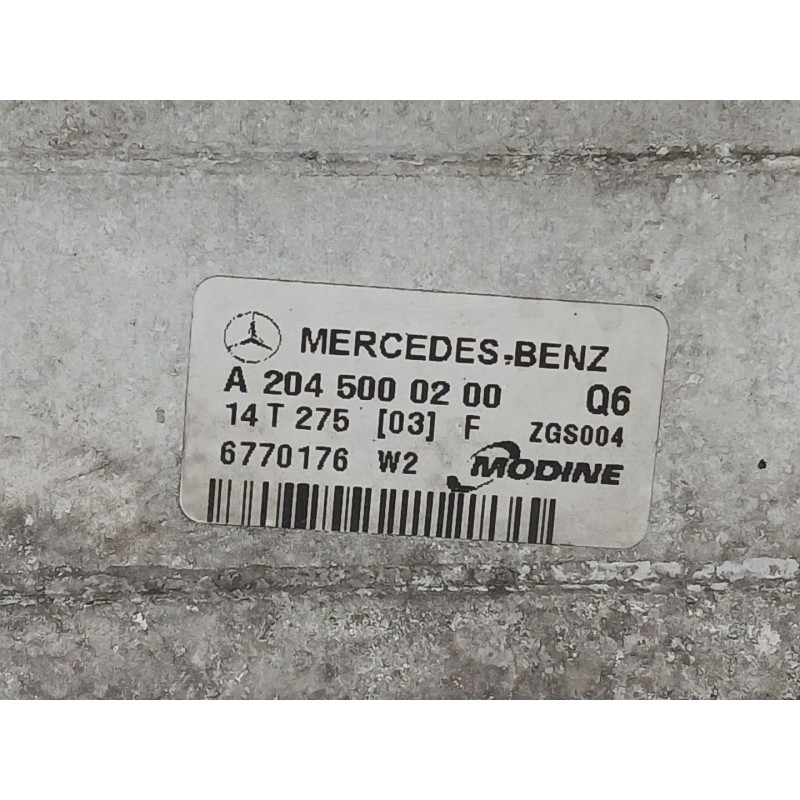 MERCEDES-BENZ
A 204 500 02 00 Q6
14 T 275 [03] F ZGS004
6770176 W2 MODINE